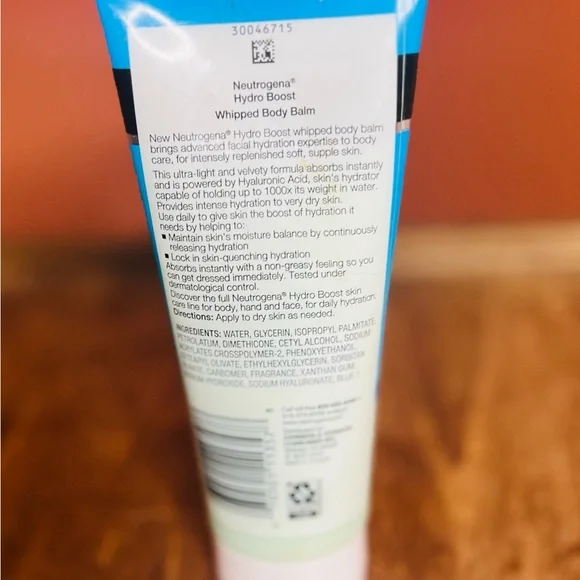 30046715
Neutrogena®
Hydro Boost
Whipped Body Balm
New Neutrogena® Hydro Boost whipped body balm
brings advanced facial hydration expertise to body
care, for intensely replenished soft, supple skin.
This ultra-light and velvety formula absorbs instantly
and is powered by Hyaluronic Acid, skin's hydrator
capable of holding up to 1000x its weight in water.
Provides intense hydration to very dry skin.
Use daily to give skin the boost of hydration it
needs by helping to:
▪ Maintain skin's moisture balance by continuously
releasing hydration
▪ Lock in skin-quenching hydration
Absorbs instantly with a non-greasy feeling so you
can get dressed immediately. Tested under
dermatological control.
Discover the full Neutrogena® Hydro Boost skin
care line for body, hand and face, for daily hydration.
Directions: Apply to dry skin as needed.
INGREDIENTS: WATER, GLYCERIN, ISOPROPYL PALMITATE
PETROLATUM, DIMETHICONE, CETYL ALCOHOL, SODIUM
CROSSPOLYMER-2, PHENOXYETHANOL,
OLIVATE, ETHYLHEXYLGLYCERIN, SORBITAN
CARBOMER, FRAGRANCE, XANTHAN GUM,
HYDROXIDE, SODIUM HYALURONATE, BLUE 1